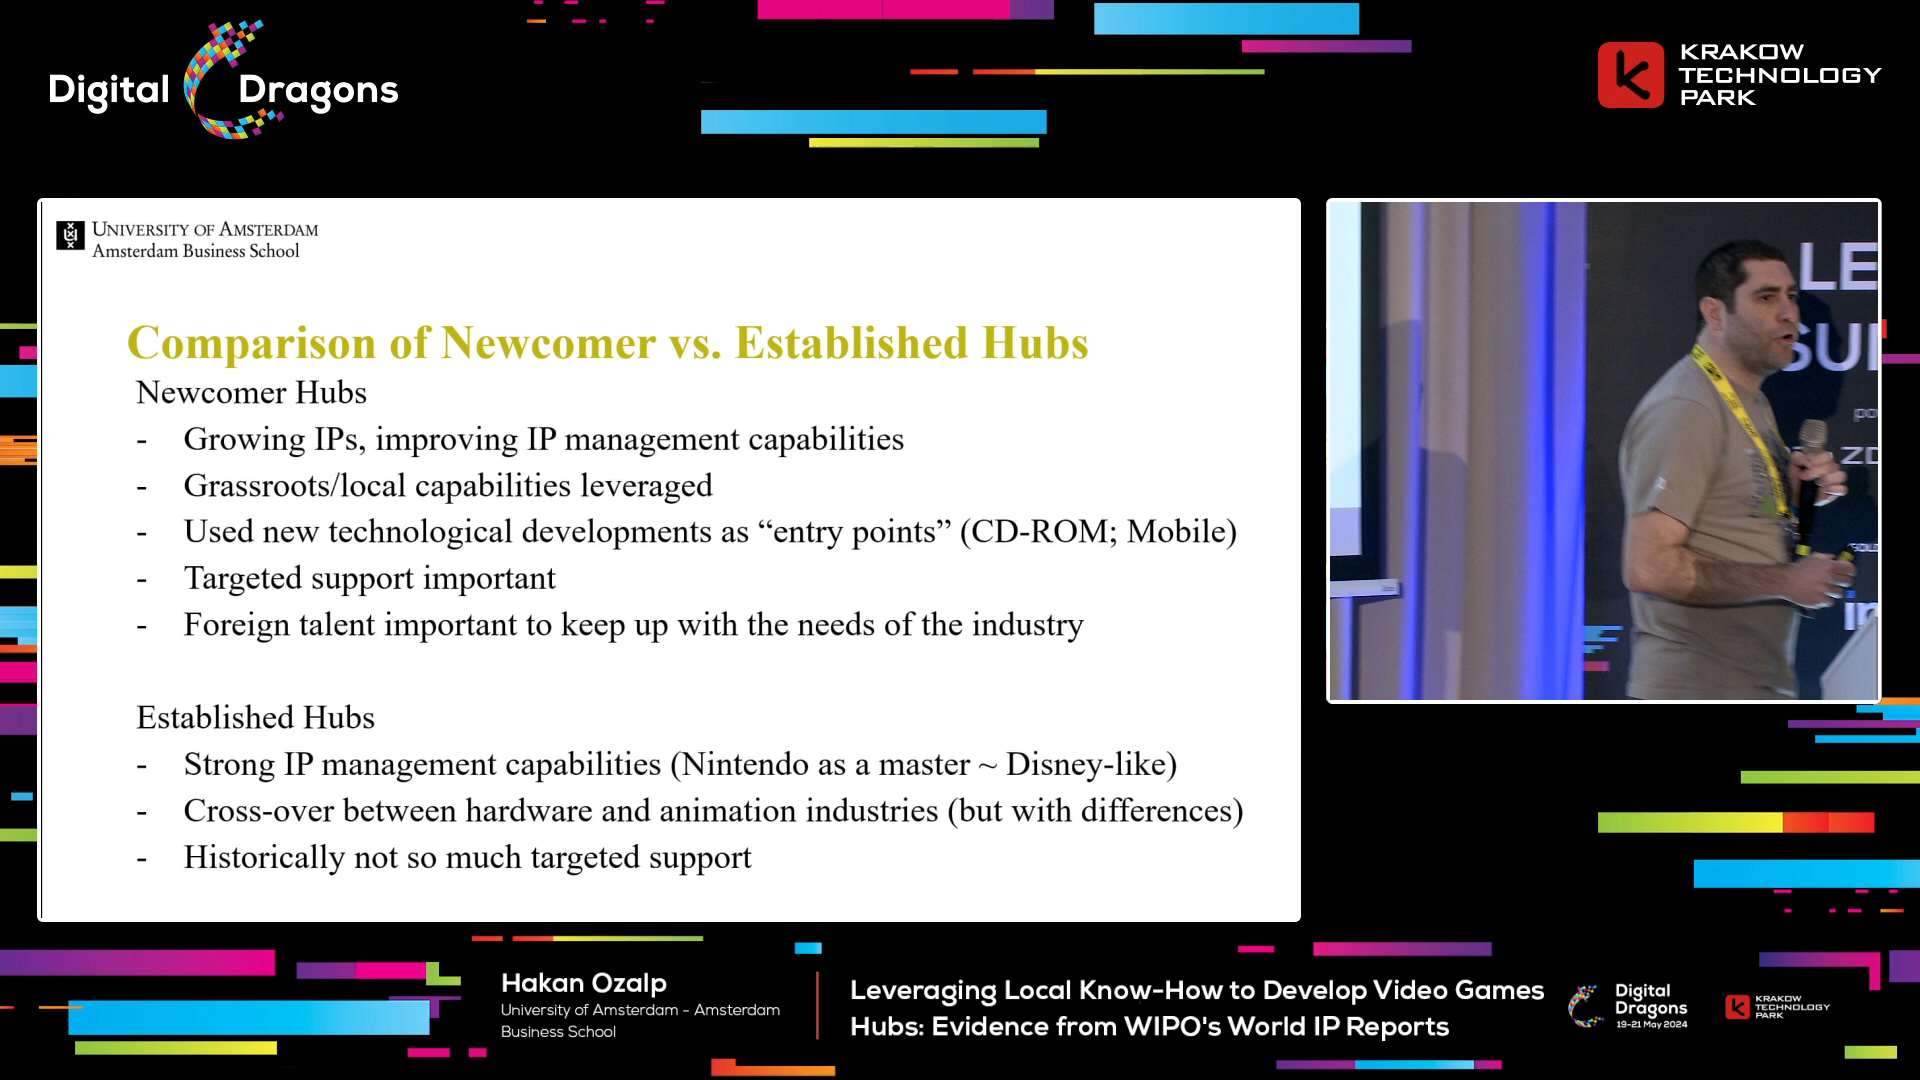 Digital Dragons
KRAKOW
TECHNOLOGY
PARK
UNIVERSITY OF AMSTERDAM
Amsterdam Business School
Comparison of Newcomer vs. Established Hubs
Newcomer Hubs
- Growing IPs, improving IP management capabilities
- Grassroots/local capabilities leveraged
- Used new technological developments as “entry points” (CD-ROM; Mobile)
- Targeted support important
- Foreign talent important to keep up with the needs of the industry
Established Hubs
- Strong IP management capabilities (Nintendo as a master ~ Disney-like)
- Cross-over between hardware and animation industries (but with differences)
- Historically not so much targeted support
LE
SUI
po
ZO
in
Hakan Ozalp
University of Amsterdam - Amsterdam
Business School
Leveraging Local Know-How to Develop Video Games
Hubs: Evidence from WIPO's World IP Reports
Digital
Dragons
19-21 May 2024
KRAKOW
TECHNOLOGY
PARK